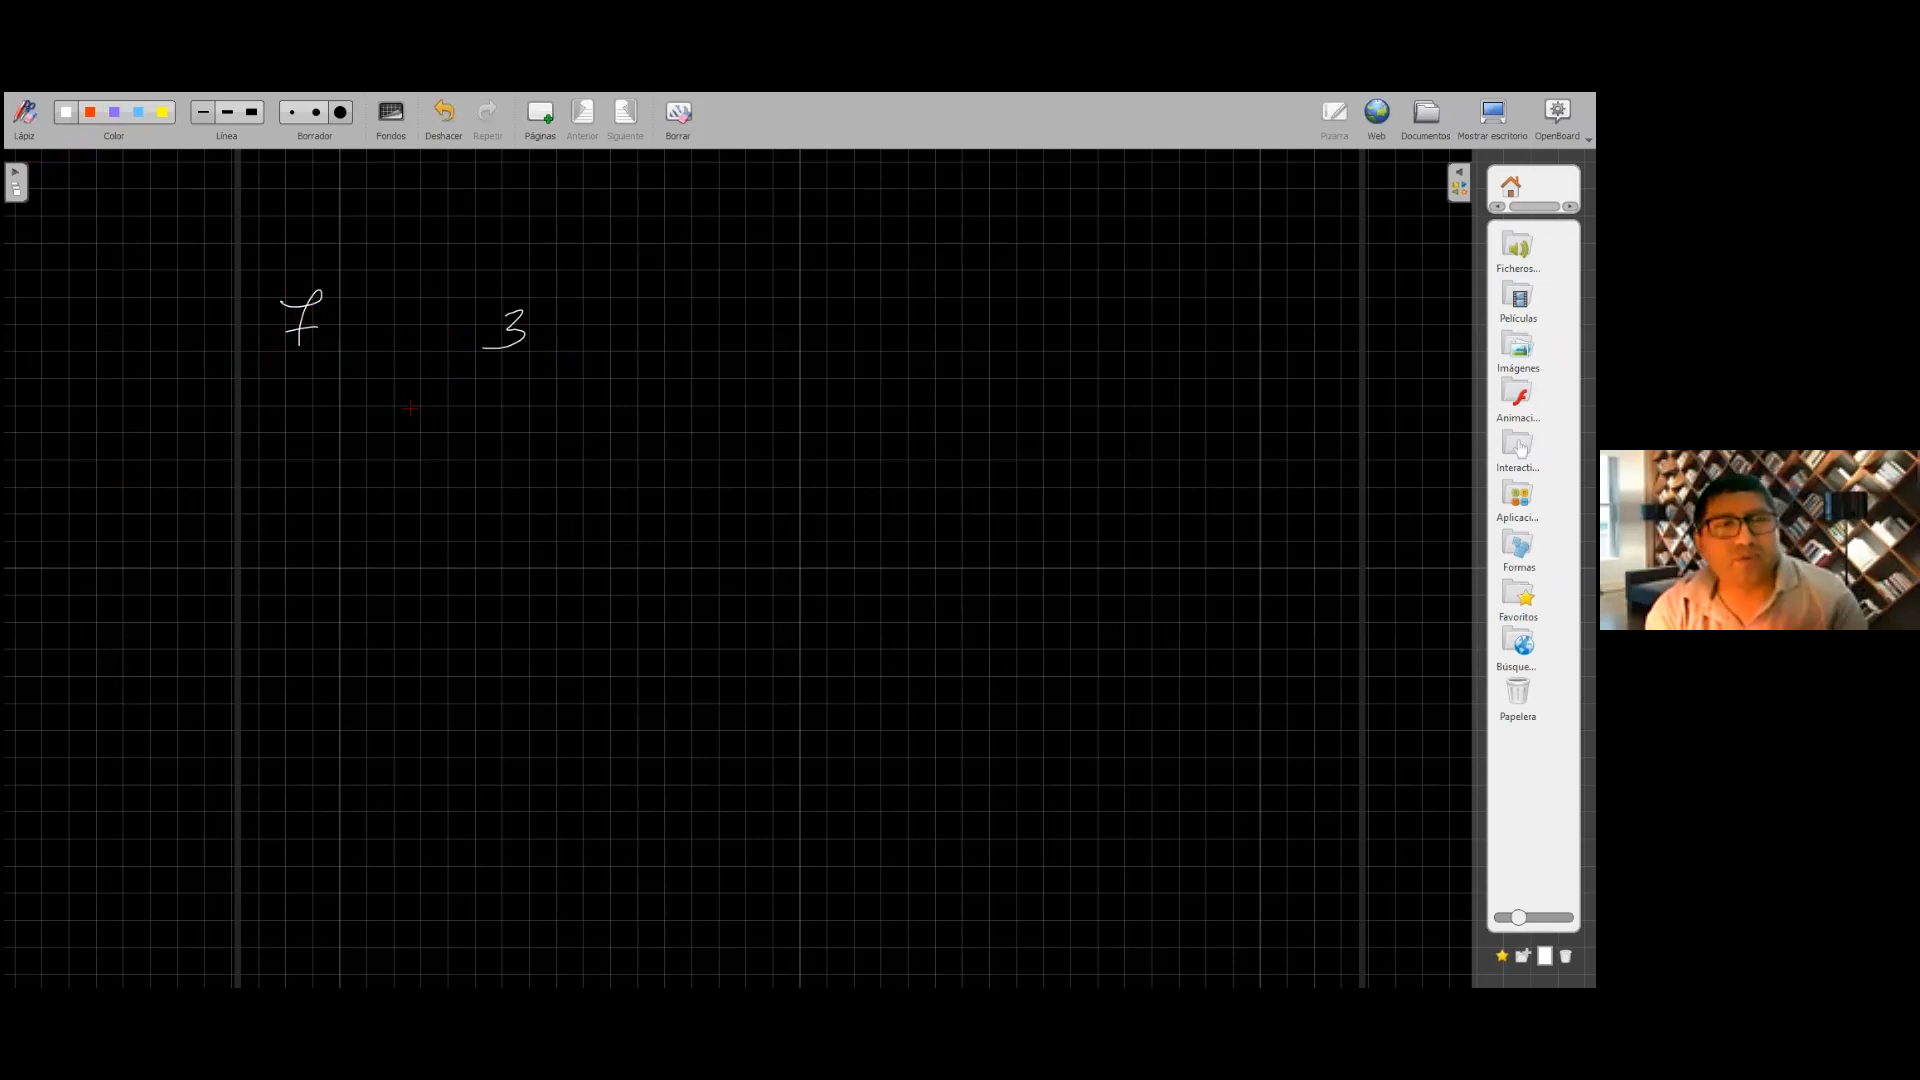 Lápiz Color Línea Borrador Fondos Deshacer Repetir Páginas Anterior Siguiente Borrar Pizarra Web Documentos Mostrar escritorio OpenBoard
7 3
Ficheros...
Películas
Imágenes
Animaci...
Interacti...
Aplicaci...
Formas
Favoritos
Búsque...
Papelera